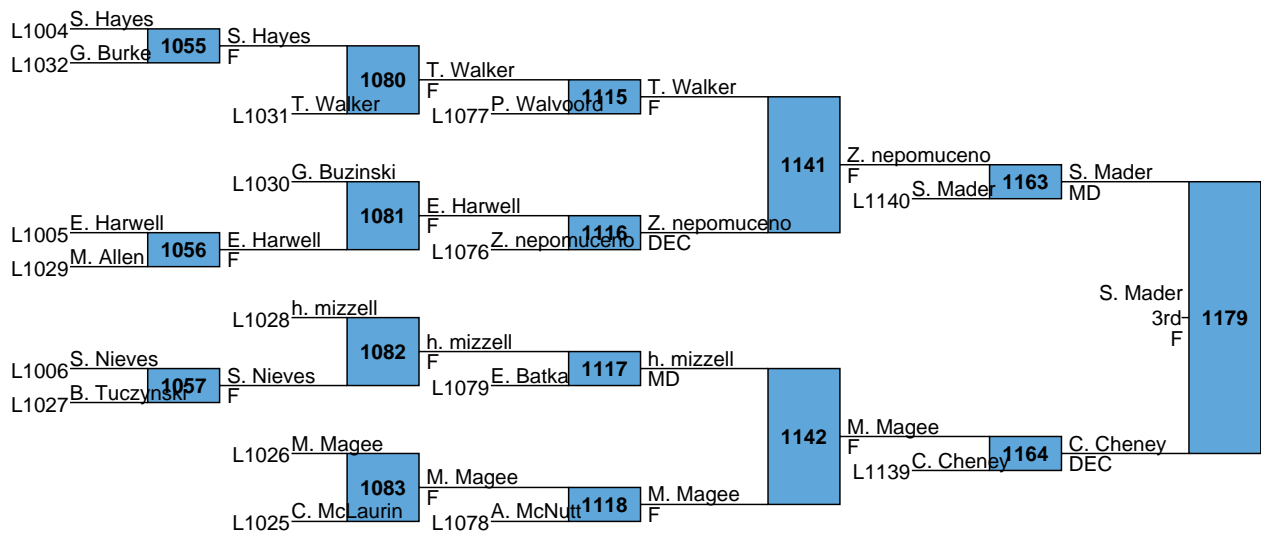 L1004 S. Hayes
L1032 G. Burke
1055
S. Hayes
F
L1031 T. Walker
1080
T. Walker
F
L1077 P. Walvoord
1115
T. Walker
F
L1030 G. Buzinski
L1005 E. Harwell
L1029 M. Allen
1056
E. Harwell
F
1081
E. Harwell
F
L1076 Z. nepomuceno
1116
Z. nepomuceno
DEC
1141
Z. nepomuceno
F
L1140 S. Mader
1163
S. Mader
MD
L1028 h. mizzell
L1006 S. Nieves
L1027 B. Tuczynski
1057
S. Nieves
F
1082
h. mizzell
F
L1079 E. Batka
1117
h. mizzell
MD
L1026 M. Magee
L1025 C. McLaurin
1083
M. Magee
F
L1078 A. McNutt
1118
M. Magee
F
1142
M. Magee
F
L1139 C. Cheney
1164
C. Cheney
DEC
S. Mader
3rd
F
1179